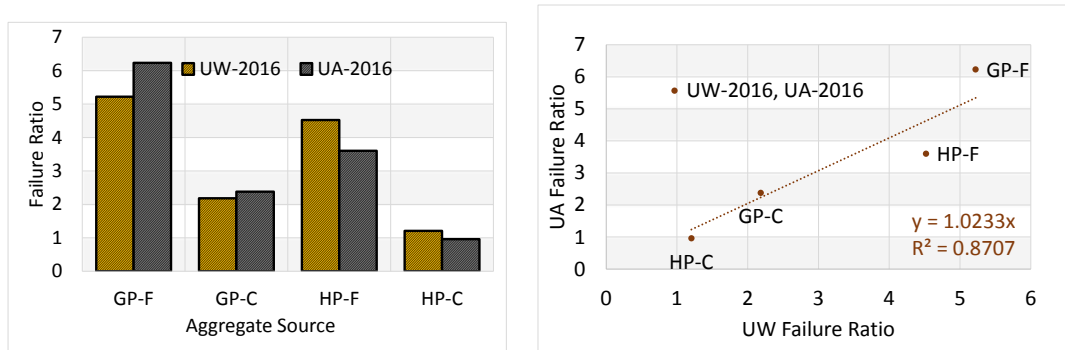 7
6
5
4
3
2
1
0
Failure Ratio
UW-2016
UA-2016
GP-F
GP-C
HP-F
HP-C
Aggregate Source
7
6
5
4
3
2
1
0
UA Failure Ratio
UW-2016, UA-2016
GP-F
HP-F
GP-C
HP-C
y = 1.0233x
R² = 0.8707
0
1
2
3
4
5
6
UW Failure Ratio